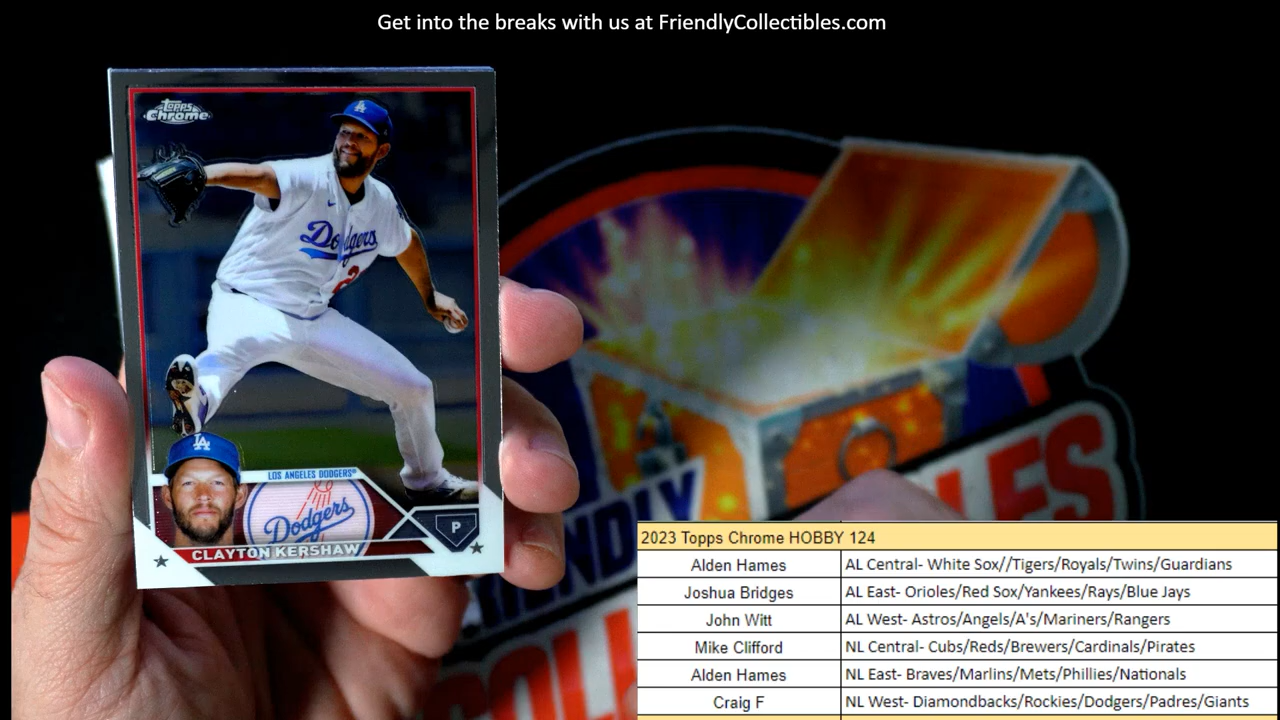 Get into the breaks with us at FriendlyCollectibles.com
Topps
Chrome
LA
Dodgers
2
LA
LOS ANGELES DODGERS®
Dodgers
P
CLAYTON KERSHAW
LES
2023 Topps Chrome HOBBY 124
Alden Hames AL Central- White Sox//Tigers/Royals/Twins/Guardians
Joshua Bridges AL East- Orioles/Red Sox/Yankees/Rays/Blue Jays
John Witt AL West- Astros/Angels/A's/Mariners/Rangers
Mike Clifford NL Central- Cubs/Reds/Brewers/Cardinals/Pirates
Alden Hames NL East- Braves/Marlins/Mets/Phillies/Nationals
Craig F NL West- Diamondbacks/Rockies/Dodgers/Padres/Giants